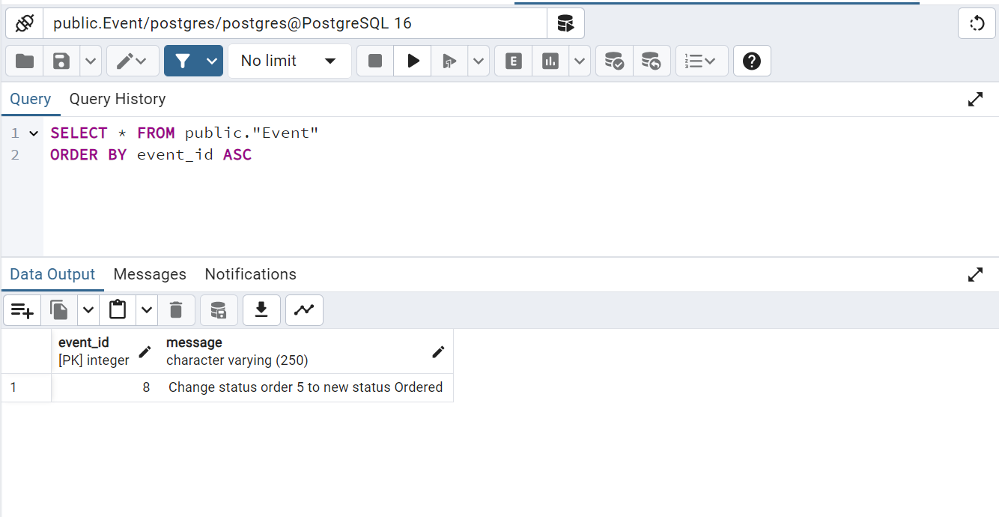 public.Event/postgres/postgres@PostgreSQL 16
No limit
E
Query Query History
1 SELECT * FROM public."Event"
2 ORDER BY event_id ASC
Data Output Messages Notifications
event_id message
[PK] integer character varying (250)
1 8 Change status order 5 to new status Ordered